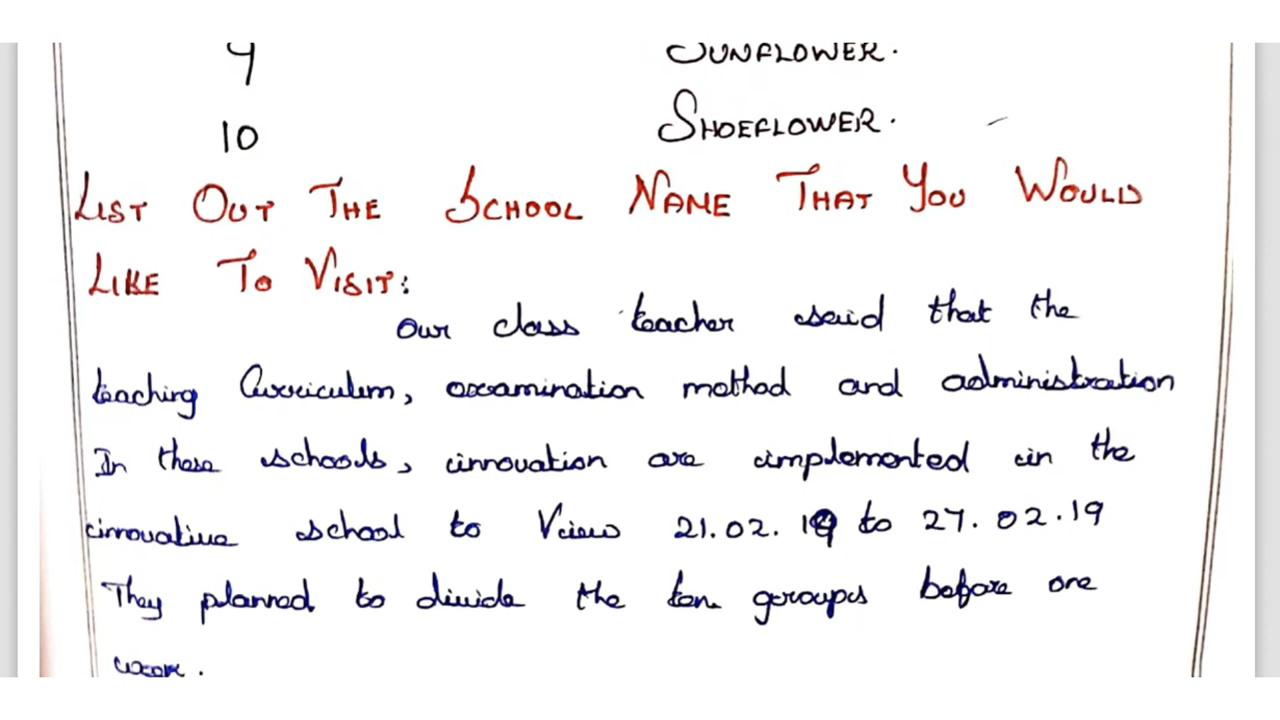 9 SUNFLOWER.
10 SHOEFLOWER.
LIST OUT THE SCHOOL NAME THAT YOU WOULD
LIKE TO VISIT:
Our class teacher said that the
teaching Curriculum, examination method and administration
In these schools, innovation are implemented in the
innovative school to View 21.02.19 to 27.02.19
They planned to divide the ten groups before one
week.